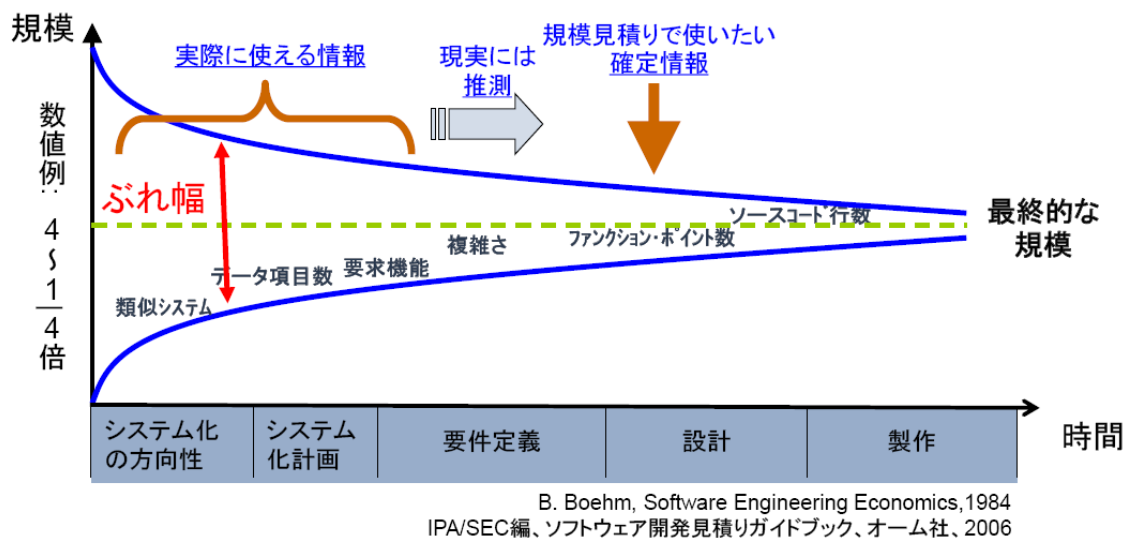 規模
実際に使える情報
現実には
推測
規模見積りで使いたい
確定情報
数値例:4~1/4倍
ぶれ幅
ソースコード行数
ファンクション・ポイント数
複雑さ
要求機能
データ項目数
類似システム
最終的な
規模
システム化
の方向性
システム
化計画
要件定義
設計
製作
時間
B. Boehm, Software Engineering Economics,1984
IPA/SEC編、ソフトウェア開発見積りガイドブック、オーム社、2006